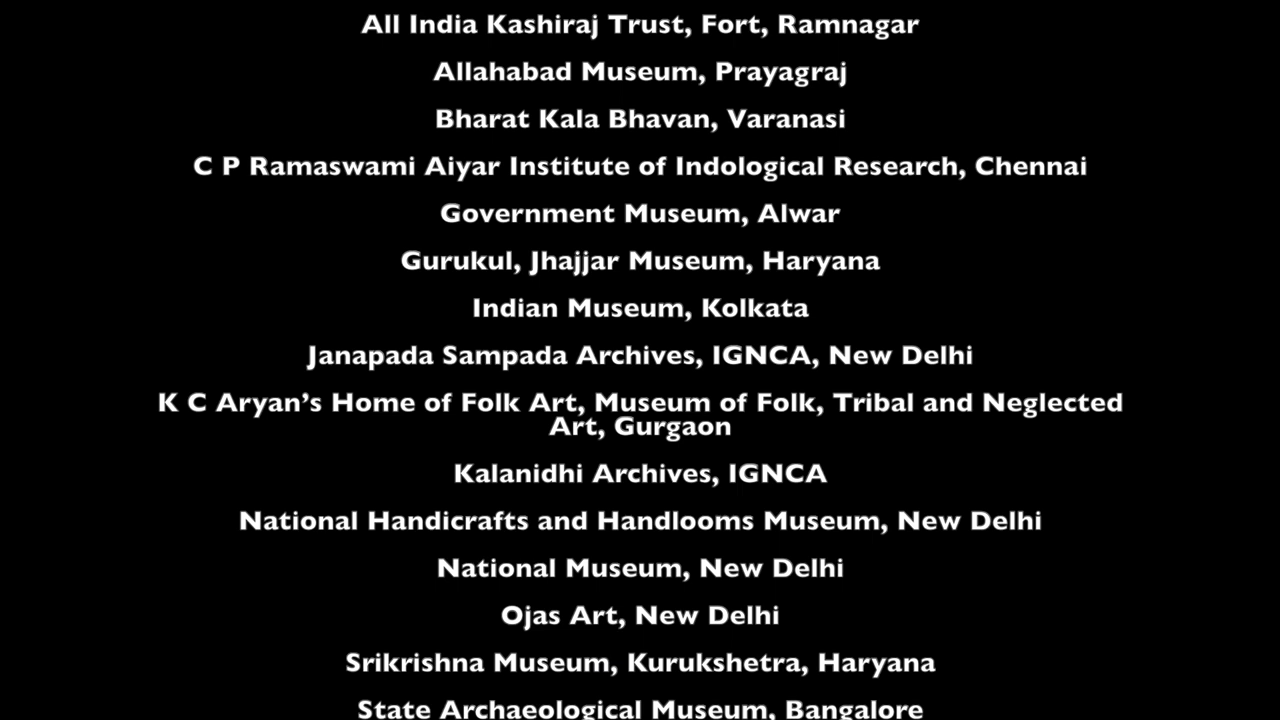 All India Kashiraj Trust, Fort, Ramnagar
Allahabad Museum, Prayagraj
Bharat Kala Bhavan, Varanasi
C P Ramaswami Aiyar Institute of Indological Research, Chennai
Government Museum, Alwar
Gurukul, Jhajjar Museum, Haryana
Indian Museum, Kolkata
Janapada Sampada Archives, IGNCA, New Delhi
K C Aryan’s Home of Folk Art, Museum of Folk, Tribal and Neglected
Art, Gurgaon
Kalanidhi Archives, IGNCA
National Handicrafts and Handlooms Museum, New Delhi
National Museum, New Delhi
Ojas Art, New Delhi
Srikrishna Museum, Kurukshetra, Haryana
State Archaeological Museum, Bangalore